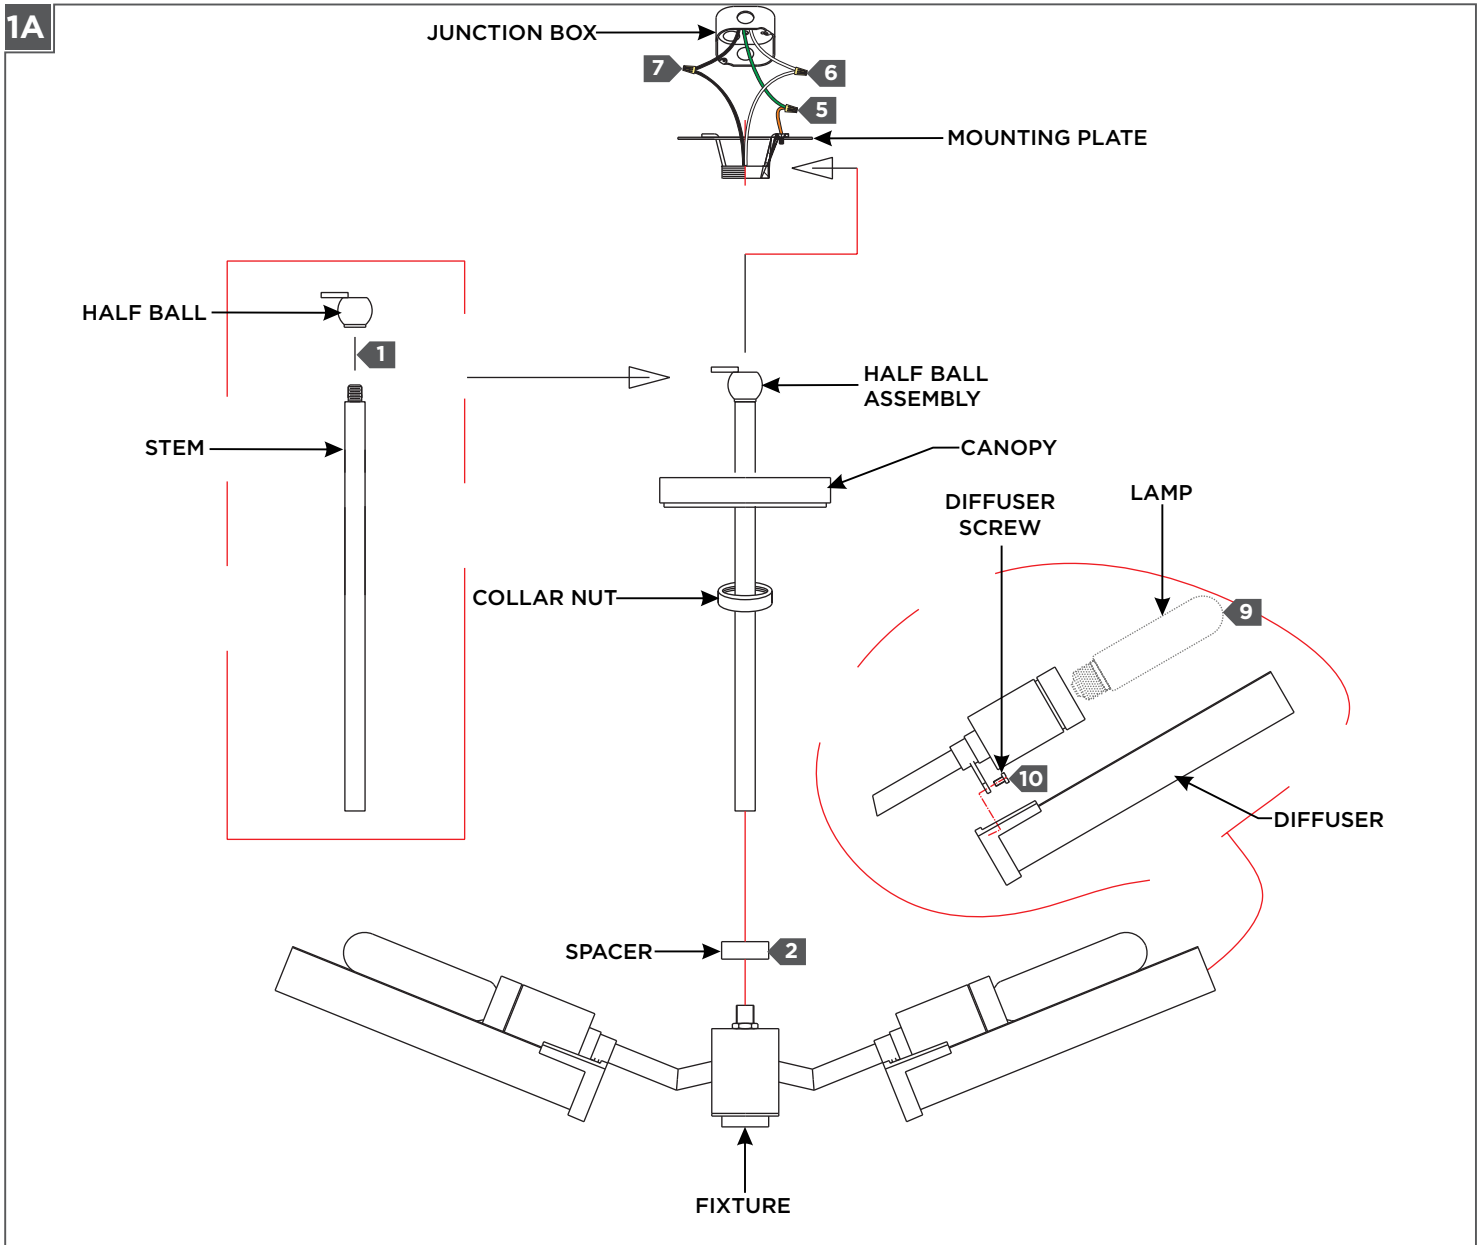 1A
JUNCTION BOX
7
6
5
MOUNTING PLATE
HALF BALL
1
HALF BALL
ASSEMBLY
STEM
CANOPY
DIFFUSER
SCREW
LAMP
COLLAR NUT
9
10
DIFFUSER
SPACER
2
FIXTURE